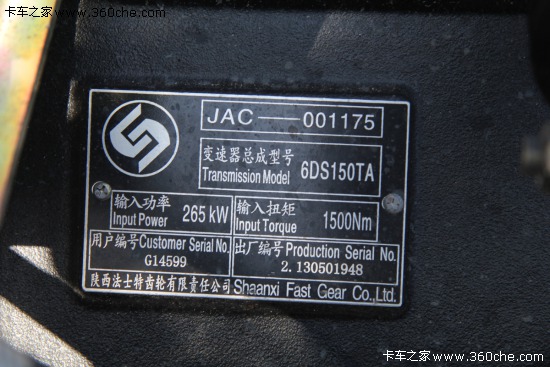 卡车之家 www.360che.com
JAC——001175
变速器总成型号
Transmission Model 6DS150TA
输入功率
Input Power 265kW
输入扭矩
Input Torque 1500Nm
用户编号Customer Serial No.
G14599
出厂编号Production Serial No.
2.130501948
陕西法士特齿轮有限责任公司 Shaanxi Fast Gear Co.,Ltd.
卡车之家 www.360che.com